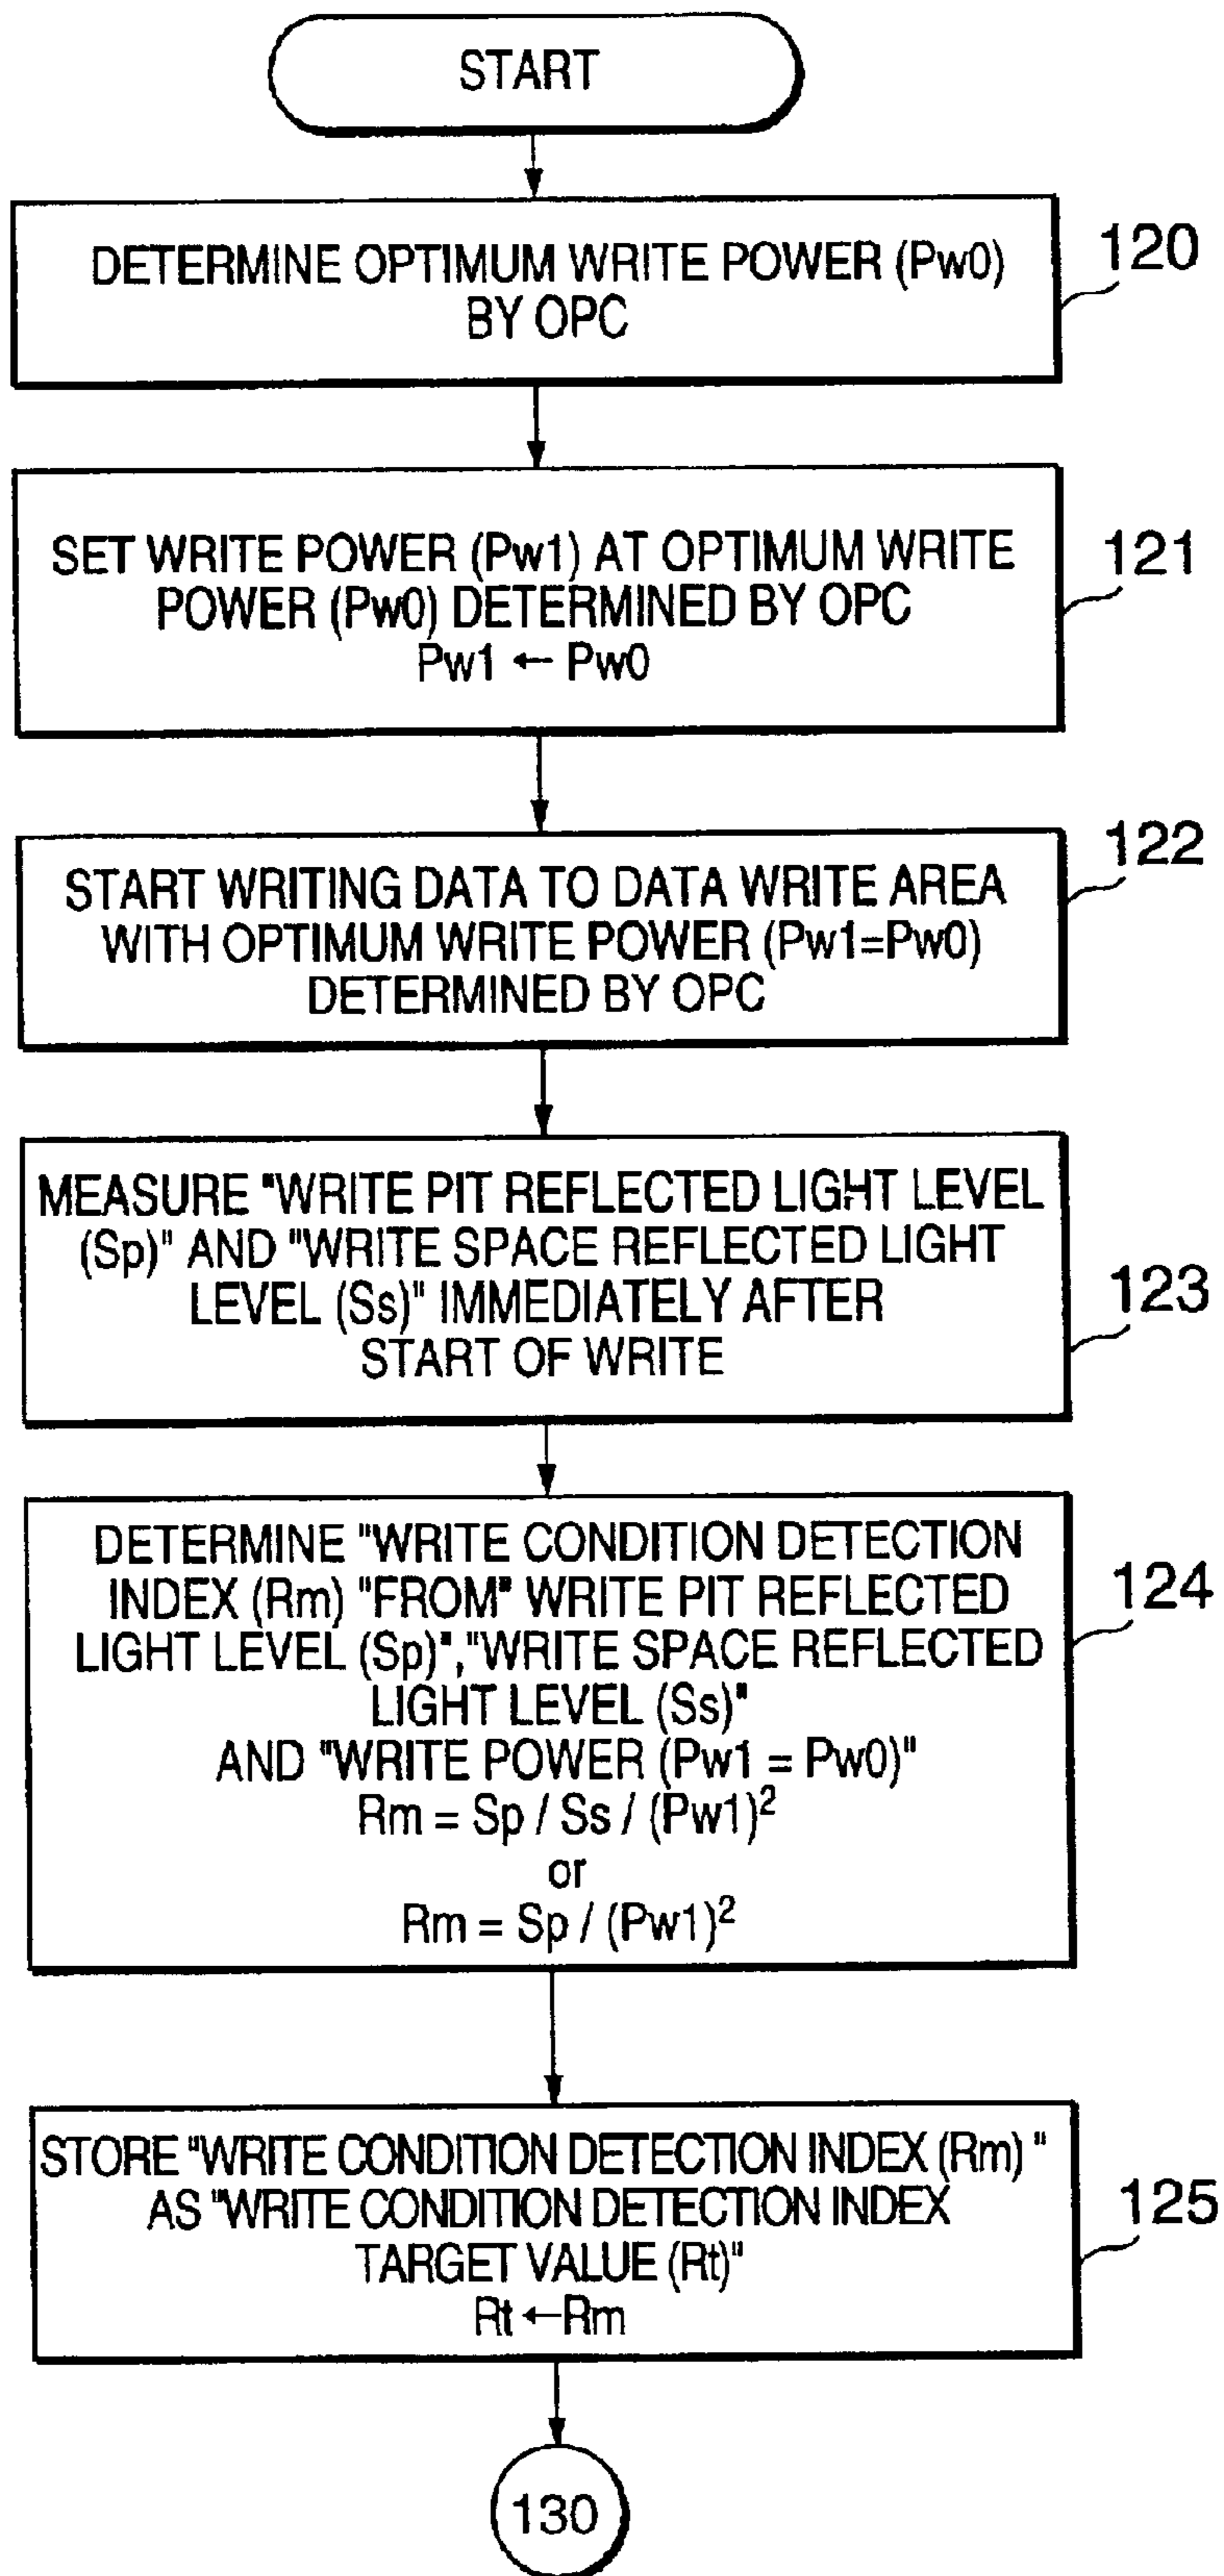 START
DETERMINE OPTIMUM WRITE POWER (Pw0)
BY OPC
120
SET WRITE POWER (Pw1) AT OPTIMUM WRITE
POWER (Pw0) DETERMINED BY OPC
Pw1 ← Pw0
121
START WRITING DATA TO DATA WRITE AREA
WITH OPTIMUM WRITE POWER (Pw1=Pw0)
DETERMINED BY OPC
122
MEASURE "WRITE PIT REFLECTED LIGHT LEVEL
(Sp)" AND "WRITE SPACE REFLECTED LIGHT
LEVEL (Ss)" IMMEDIATELY AFTER
START OF WRITE
123
DETERMINE "WRITE CONDITION DETECTION
INDEX (Rm) "FROM" WRITE PIT REFLECTED
LIGHT LEVEL (Sp)","WRITE SPACE REFLECTED
LIGHT LEVEL (Ss)"
AND "WRITE POWER (Pw1 = Pw0)"
Rm = Sp / Ss / (Pw1)²
or
Rm = Sp / (Pw1)²
124
STORE "WRITE CONDITION DETECTION INDEX (Rm) "
AS "WRITE CONDITION DETECTION INDEX
TARGET VALUE (Rt)"
Rt ←Rm
125
130